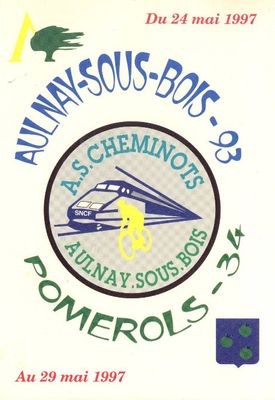 Du 24 mai 1997
AULNAY-SOUS-BOIS-93
A.S.CHEMINOTS
SNCF
AULNAY.SOUS.BOIS
POMEROLS-34
Au 29 mai 1997